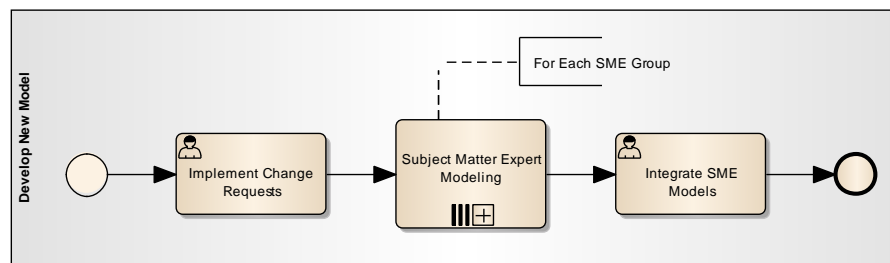 Develop New Model
For Each SME Group
Implement Change
Requests
Subject Matter Expert
Modeling
Integrate SME
Models